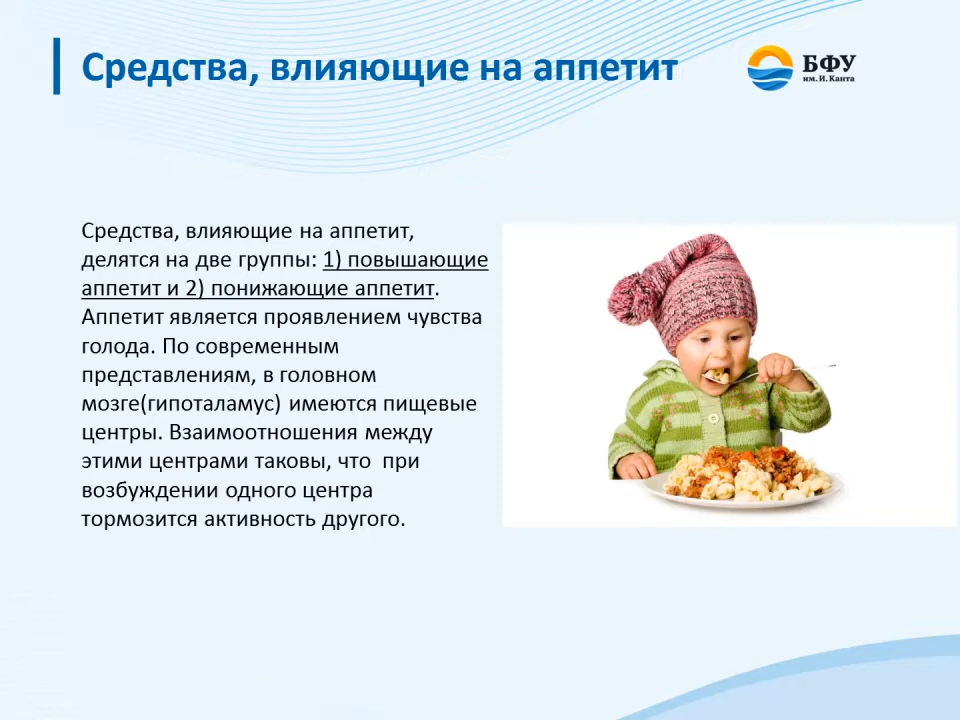 Средства, влияющие на аппетит
БФУ
им. И. Канта
Средства, влияющие на аппетит,
делятся на две группы: 1) повышающие
аппетит и 2) понижающие аппетит.
Аппетит является проявлением чувства
голода. По современным
представлениям, в головном
мозге(гипоталамус) имеются пищевые
центры. Взаимоотношения между
этими центрами таковы, что  при
возбуждении одного центра
тормозится активность другого.